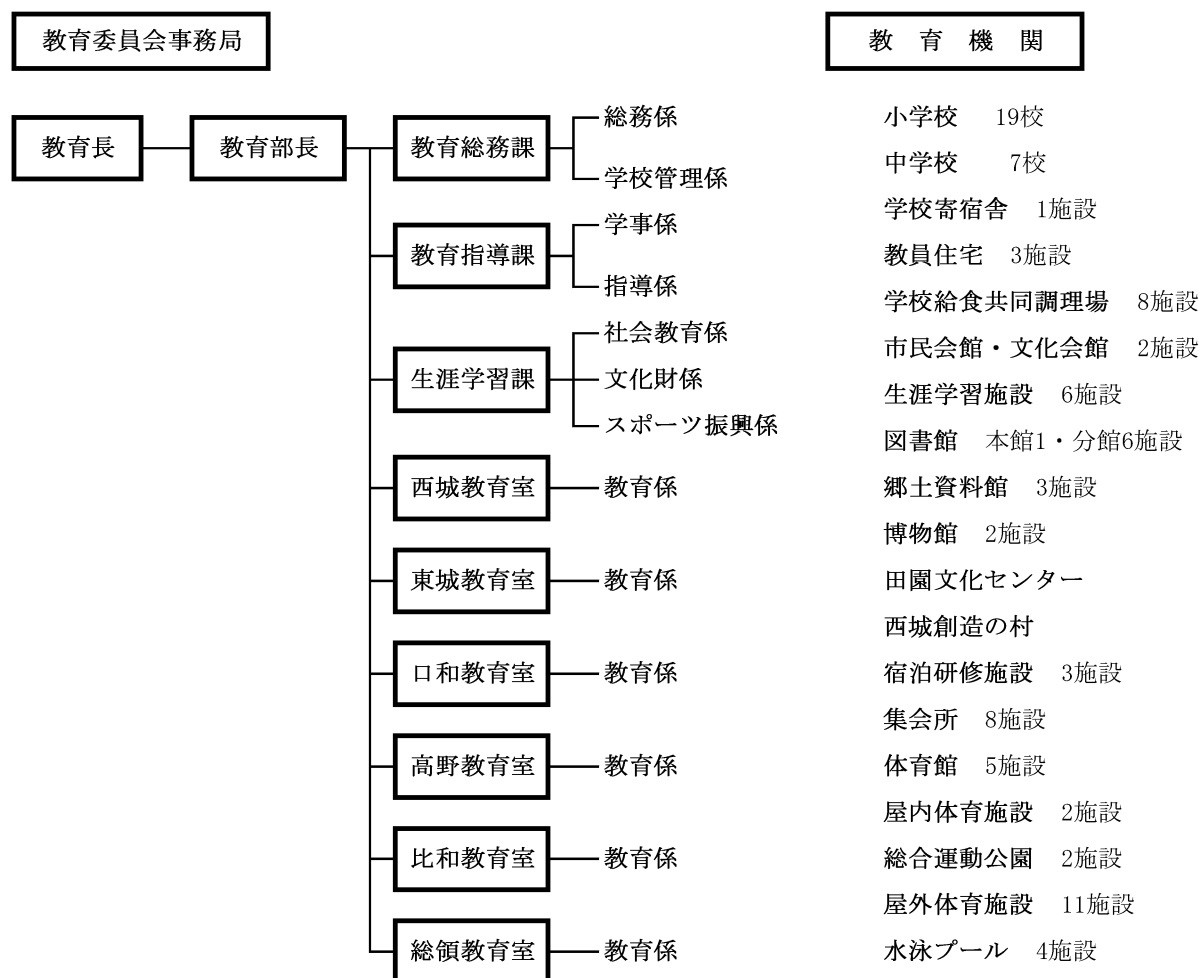 教育委員会事務局
教育長
教育部長
教育総務課
総務係
学校管理係
教育指導課
学事係
指導係
生涯学習課
社会教育係
文化財係
スポーツ振興係
西城教育室
教育係
東城教育室
教育係
口和教育室
教育係
高野教育室
教育係
比和教育室
教育係
総領教育室
教育係
教　育　機　関
小学校　19校
中学校　7校
学校寄宿舎　1施設
教員住宅　3施設
学校給食共同調理場　8施設
市民会館・文化会館　2施設
生涯学習施設　6施設
図書館　本館1・分館6施設
郷土資料館　3施設
博物館　2施設
田園文化センター
西城創造の村
宿泊研修施設　3施設
集会所　8施設
体育館　5施設
屋内体育施設　2施設
総合運動公園　2施設
屋外体育施設　11施設
水泳プール　4施設